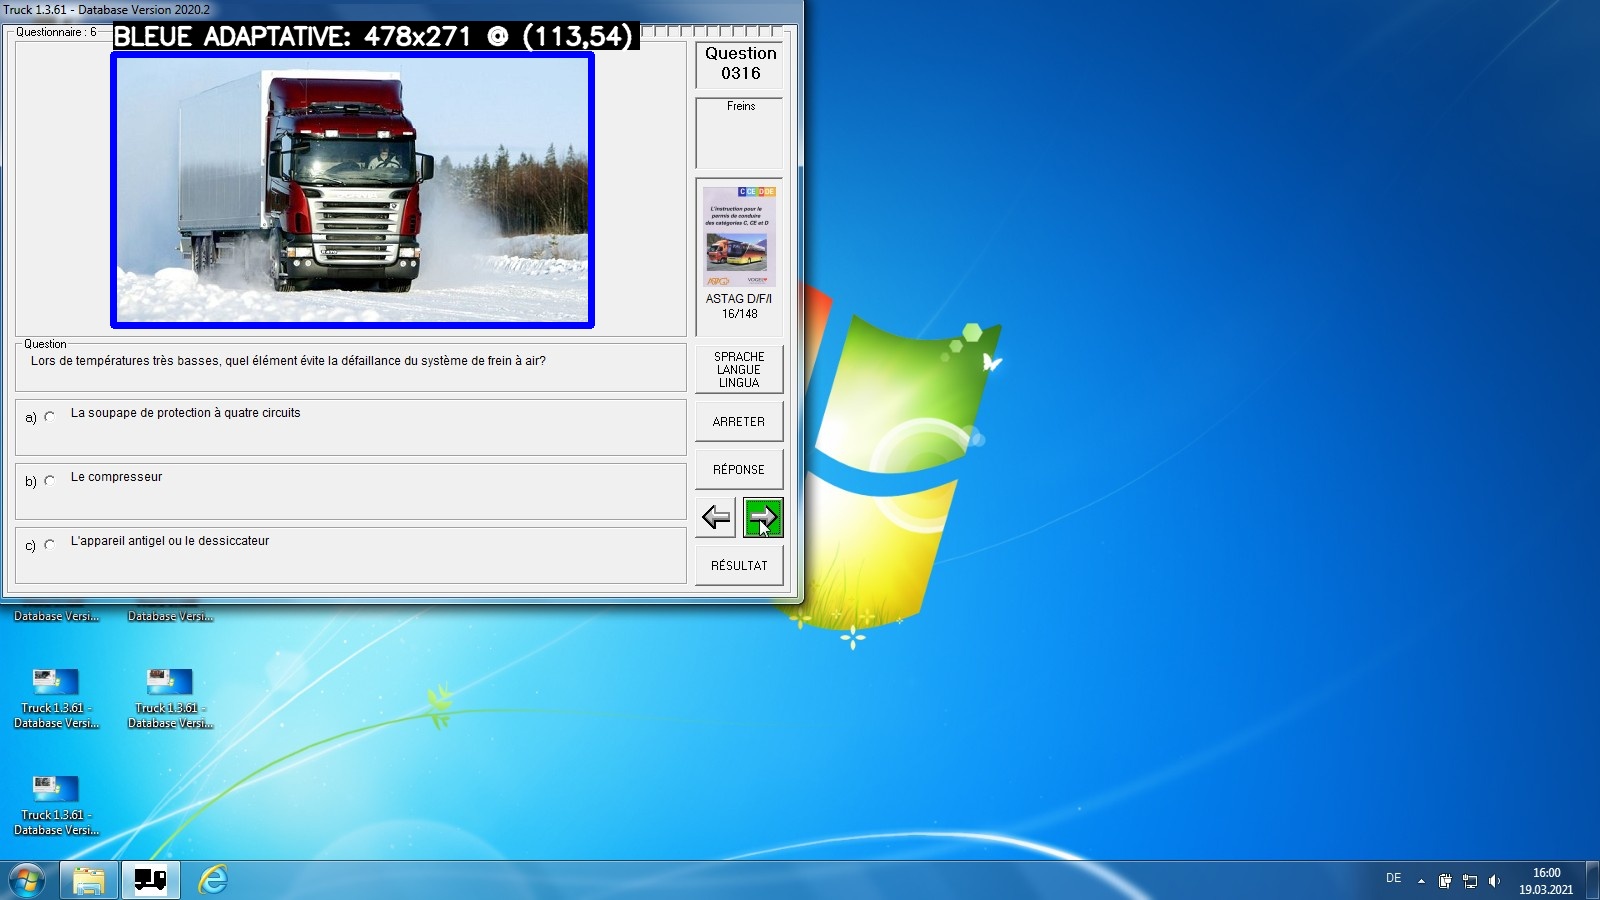 Truck 1.3.61 - Database Version 2020.2
Questionnaire : 6
BLEUE ADAPTATIVE: 478x271 @ (113,54)
Question
0316
Freins
C CE D DE
L'instruction pour le
permis de conduire
des catégories C, CE et D
ASTAG D/F/I
16/148
Question
Lors de températures très basses, quel élément évite la défaillance du système de frein à air?
SPRACHE
LANGUE
LINGUA
a) La soupape de protection à quatre circuits
ARRETER
b) Le compresseur
RÉPONSE
c) L'appareil antigel ou le dessiccateur
RÉSULTAT
Database Versi...
Database Versi...
Truck 1.3.61 -
Database Versi...
Truck 1.3.61 -
Database Versi...
Truck 1.3.61 -
Database Versi...
DE
16:00
19.03.2021